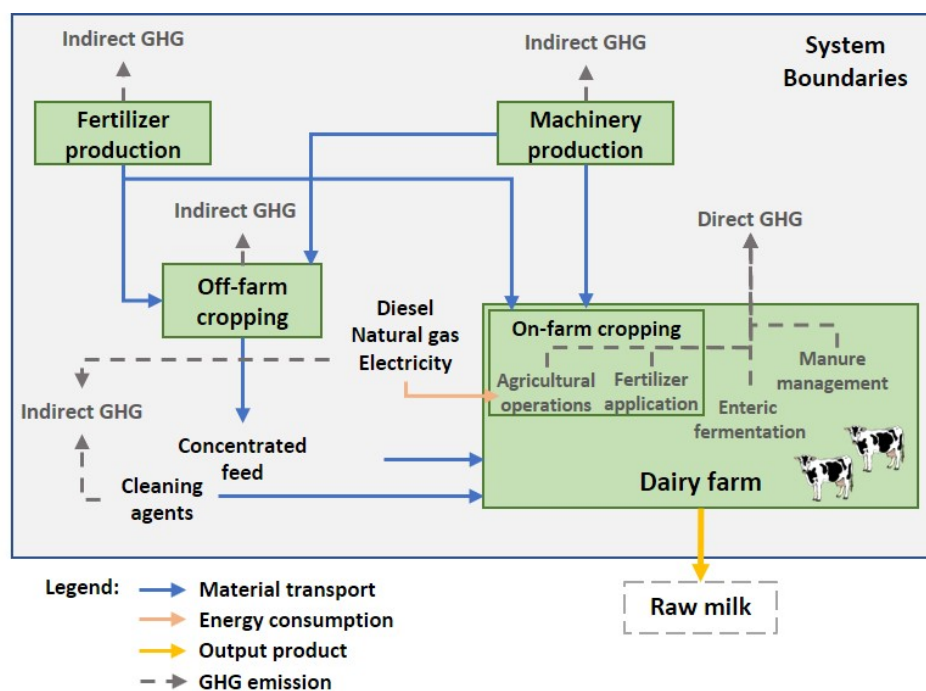 Indirect GHG
Indirect GHG
System
Boundaries
Fertilizer
production
Machinery
production
Indirect GHG
Direct GHG
Off-farm
cropping
Diesel
Natural gas
Electricity
On-farm cropping
Agricultural
operations
Fertilizer
application
Manure
management
Enteric
fermentation
Indirect GHG
Concentrated
feed
Cleaning
agents
Dairy farm
Legend:
Material transport
Energy consumption
Output product
GHG emission
Raw milk